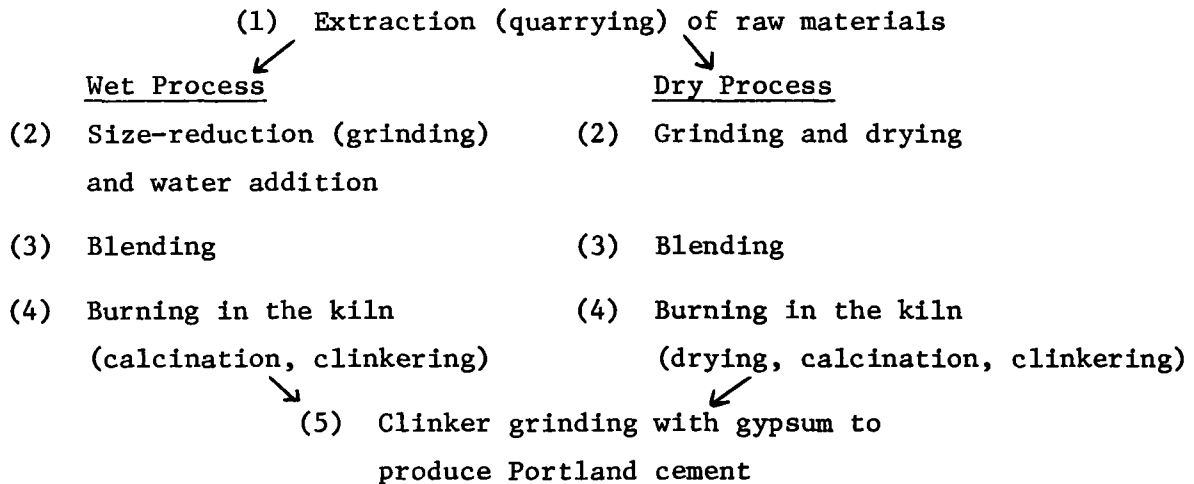 (1) Extraction (quarrying) of raw materials
Wet Process
(2) Size-reduction (grinding)
and water addition
(3) Blending
(4) Burning in the kiln
(calcination, clinkering)
Dry Process
(2) Grinding and drying
(3) Blending
(4) Burning in the kiln
(drying, calcination, clinkering)
(5) Clinker grinding with gypsum to
produce Portland cement